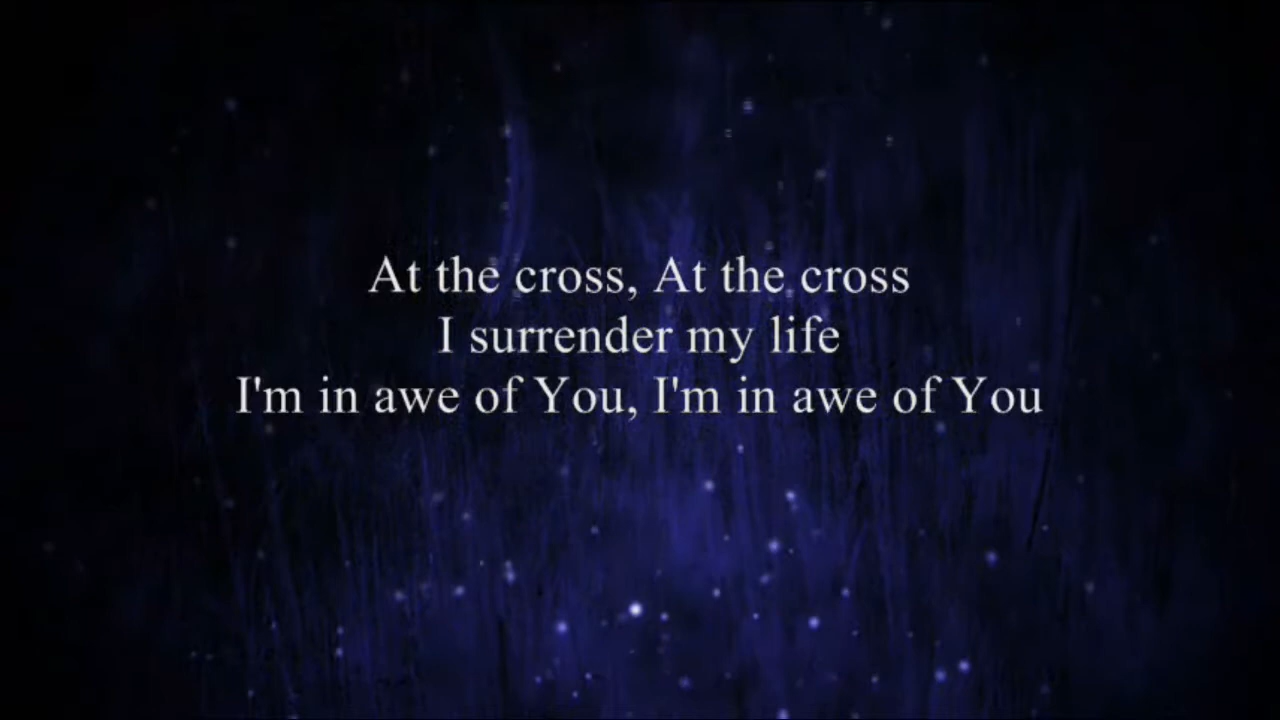 At the cross, At the cross
I surrender my life
I'm in awe of You, I'm in awe of You